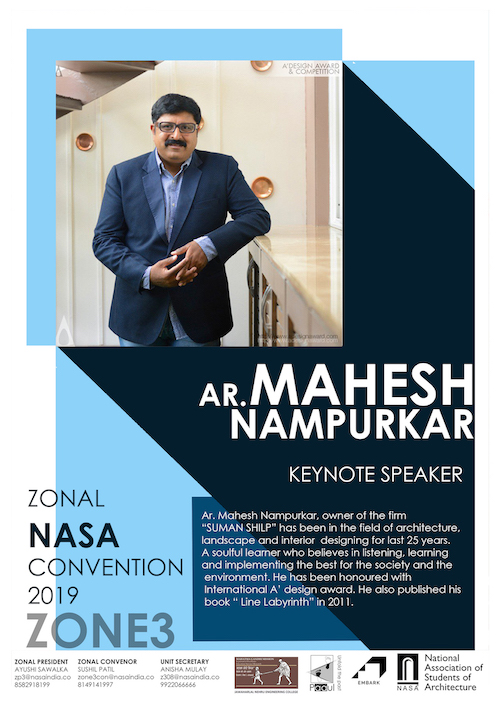 A'DESIGN AWARD
& COMPETITION
AR. MAHESH
NAMPURKAR
KEYNOTE SPEAKER
Ar. Mahesh Nampurkar, owner of the firm
“SUMAN SHILP” has been in the field of architecture,
landscape and interior designing for last 25 years.
A soulful learner who believes in listening, learning
and implementing the best for the society and the
environment. He has been honoured with
International A’ design award. He also published his
book “ Line Labyrinth” in 2011.
ZONAL
NASA
CONVENTION
2019
ZONE3
ZONAL PRESIDENT
AYUSHI SAWALKA
zp3@nasaindia.co
8582918199
ZONAL CONVENOR
SUSHIL PATIL
zone3con@nasaindia.co
8149141997
UNIT SECRETARY
ANISHA MULAY
z308@nasaindia.co
9922066666
EMBARK
NASA
National
Association of
Students of
Architecture